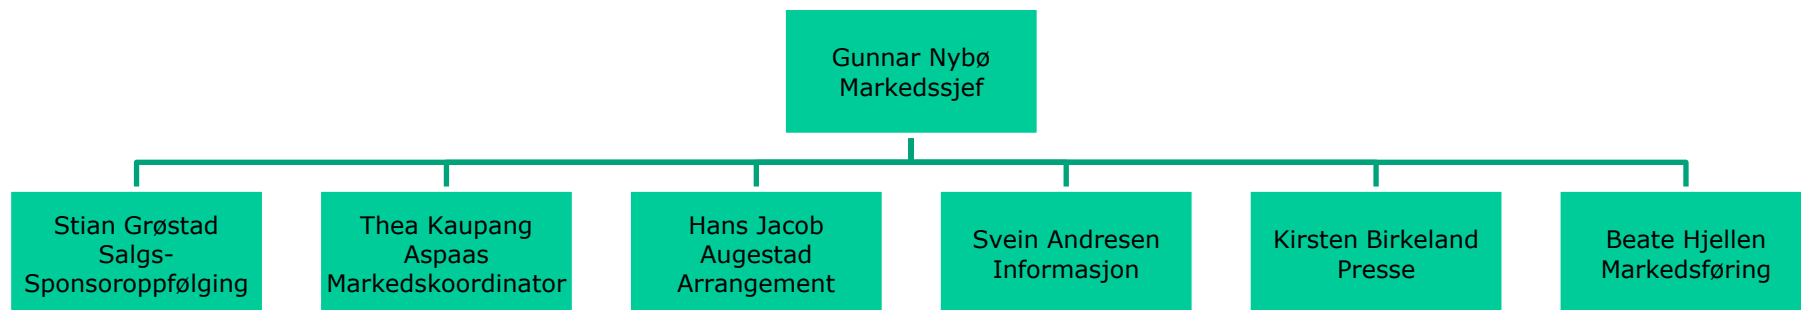 Gunnar Nybø
Markedssjef
Stian Grøstad
Salgs-
Sponsoroppfølging
Thea Kaupang
Aspaas
Markedskoordinator
Hans Jacob
Augestad
Arrangement
Svein Andresen
Informasjon
Kirsten Birkeland
Presse
Beate Hjellen
Markedsføring